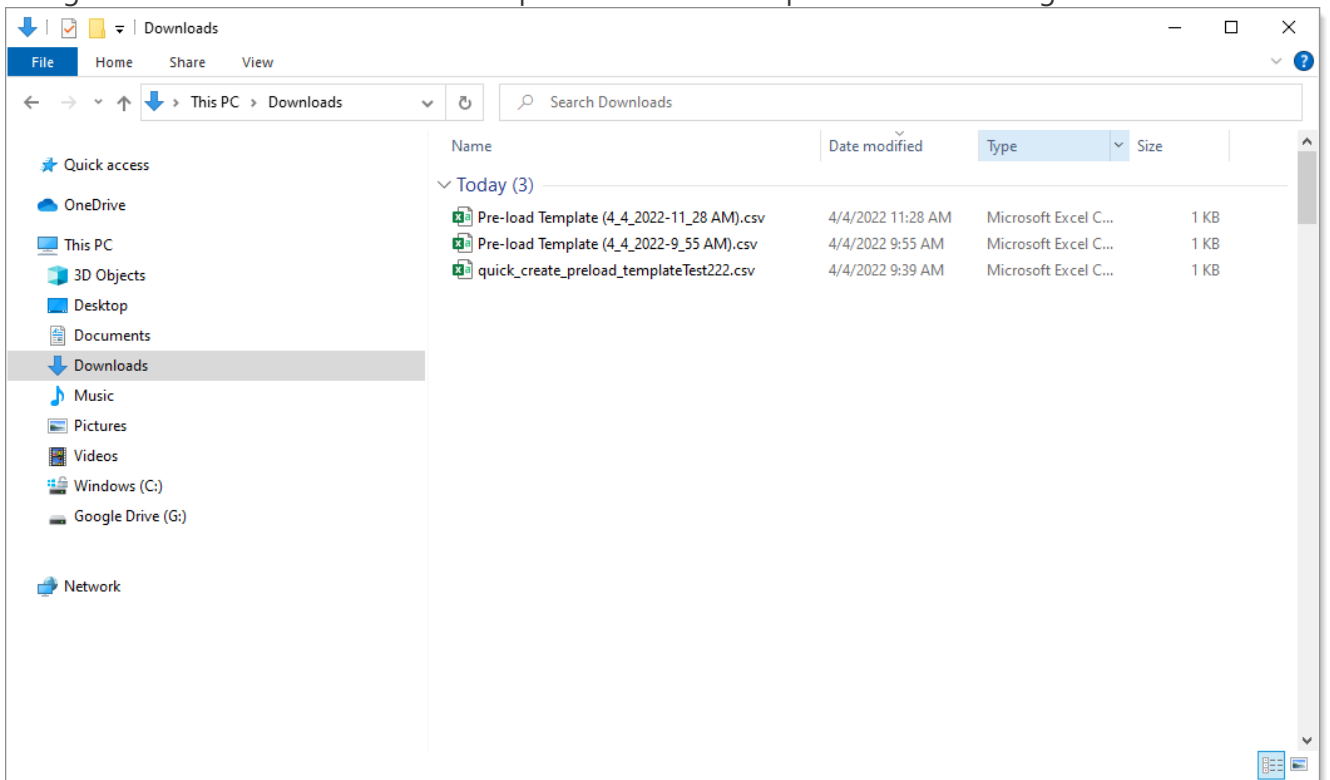 Downloads
File Home Share View
This PC > Downloads
Search Downloads
Name Date modified Type Size
Quick access
OneDrive
This PC
3D Objects
Desktop
Documents
Downloads
Music
Pictures
Videos
Windows (C:)
Google Drive (G:)
Network
Today (3)
Pre-load Template (4_4_2022-11_28 AM).csv 4/4/2022 11:28 AM Microsoft Excel C... 1 KB
Pre-load Template (4_4_2022-9_55 AM).csv 4/4/2022 9:55 AM Microsoft Excel C... 1 KB
quick_create_preload_templateTest222.csv 4/4/2022 9:39 AM Microsoft Excel C... 1 KB